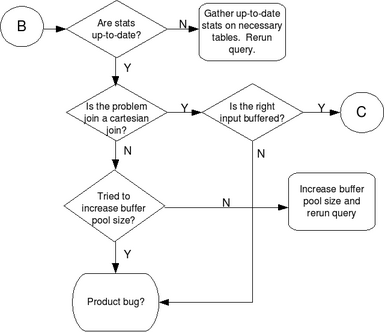 B
Are stats
up-to-date?
N
Gather up-to-date
stats on necessary
tables. Rerun
query.
Y
Is the problem
join a cartesian
join?
Y
Is the right
input buffered?
Y
C
N
N
Tried to
increase buffer
pool size?
N
Increase buffer
pool size and
rerun query
Y
Product bug?